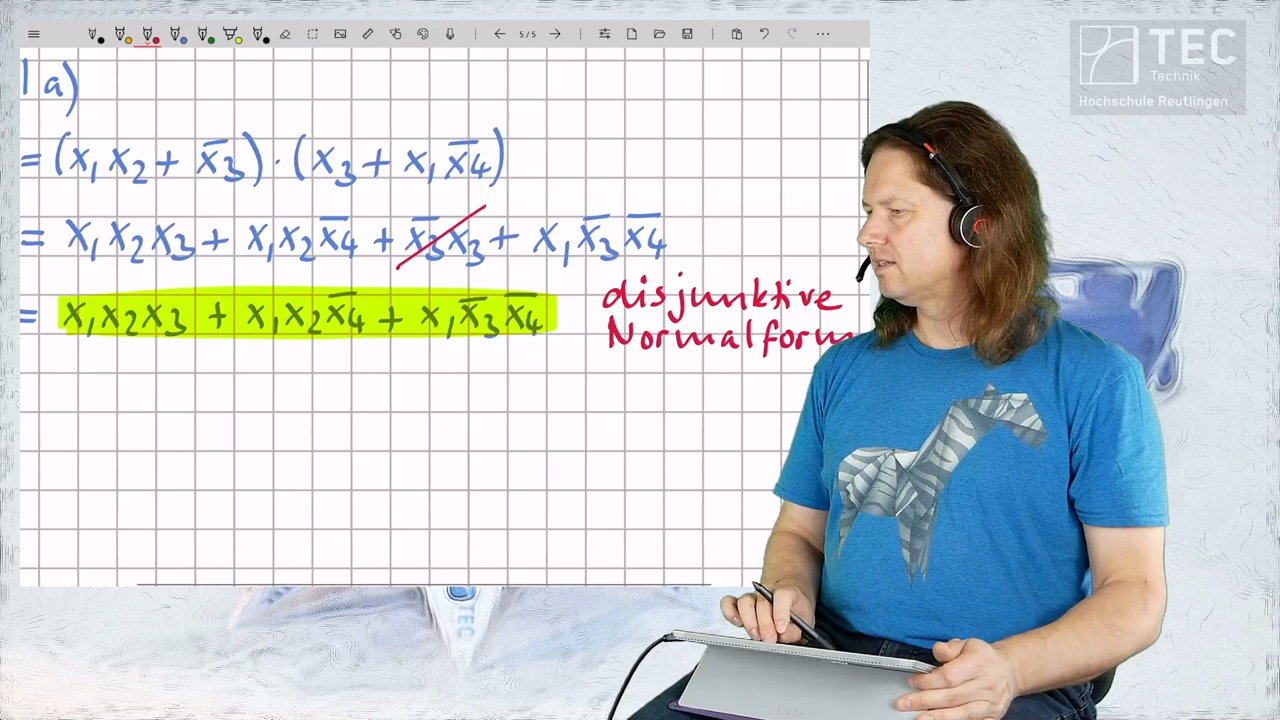 5/5
1a)
= (x₁x₂ + x̅₃) · (x₃ + x₁x̅₄)
= x₁x₂x₃ + x₁x₂x̅₄ + x̅₃x₃ + x₁x̅₃x̅₄
= x₁x₂x₃ + x₁x₂x̅₄ + x₁x̅₃x̅₄
disjunktive
Normalform
TEC
Technik
Hochschule Reutlingen
TEC